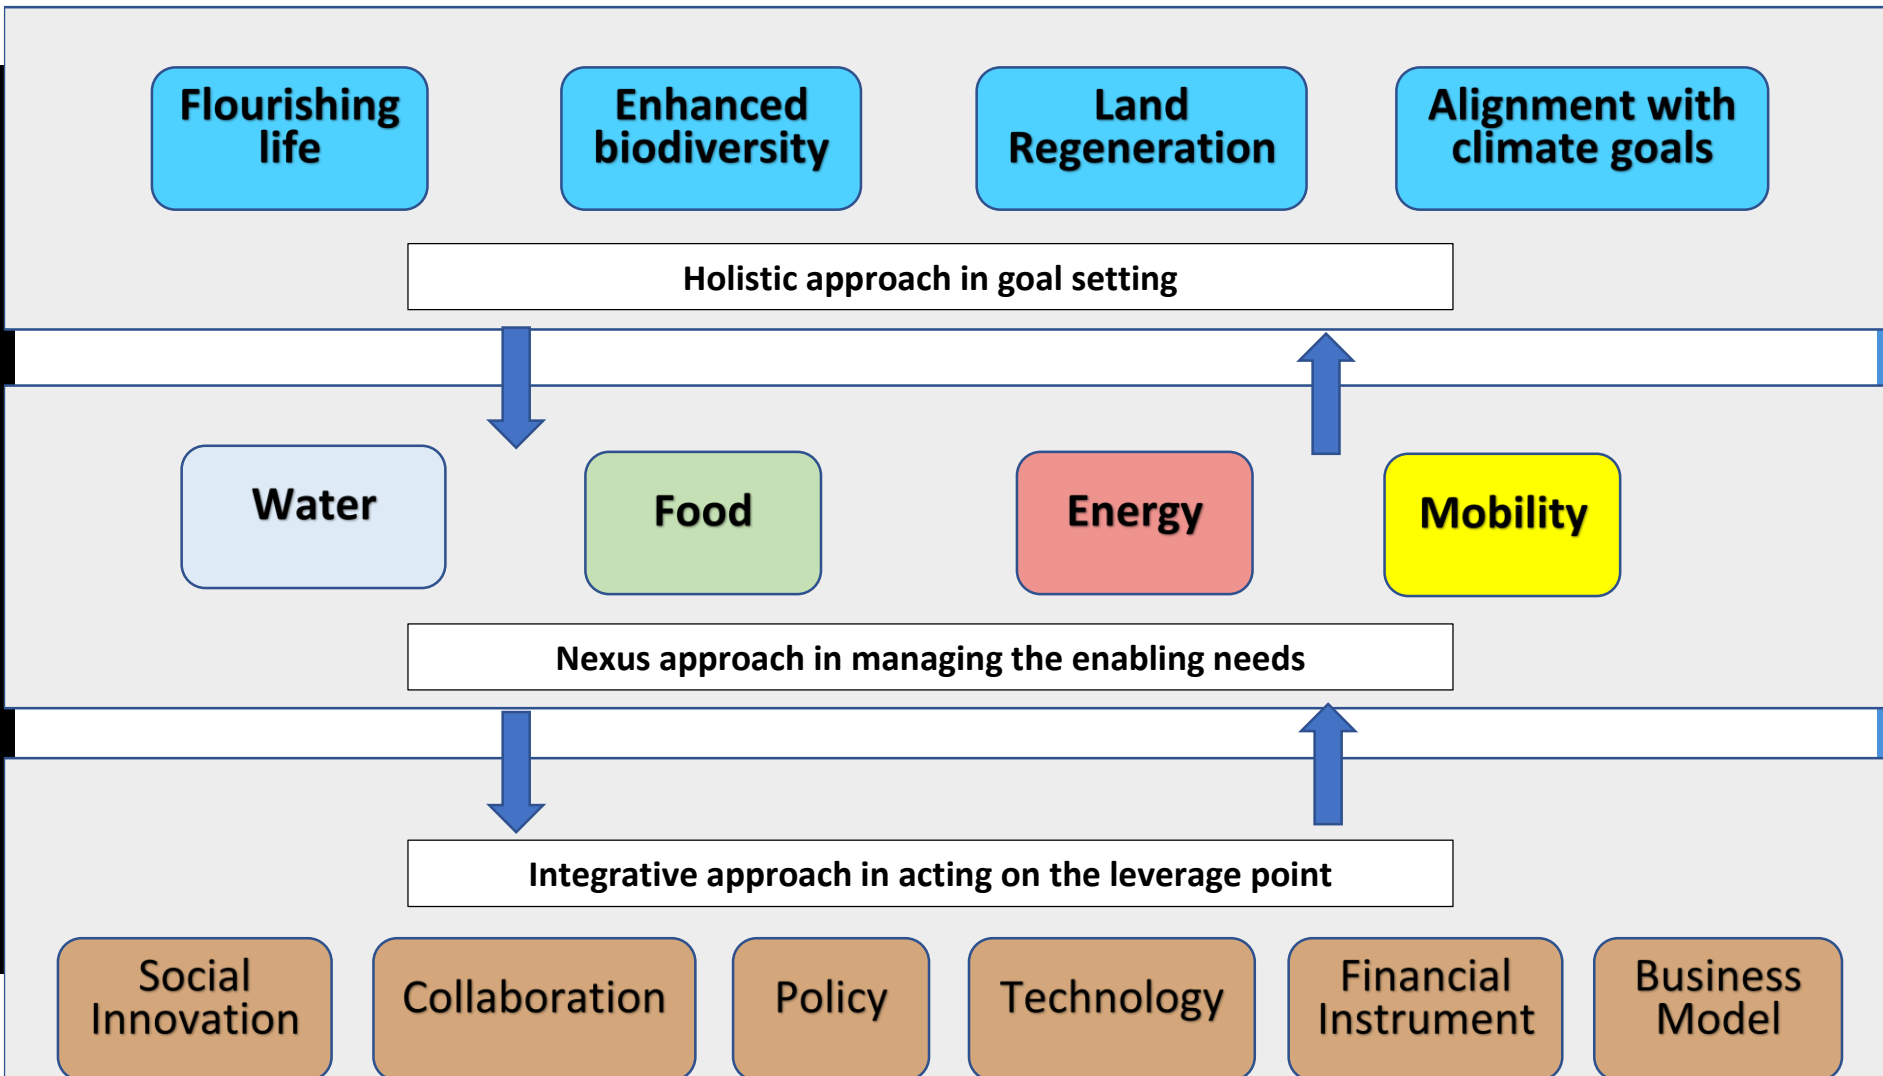 Flourishing
life
Enhanced
biodiversity
Land
Regeneration
Alignment with
climate goals
Holistic approach in goal setting
Water
Food
Energy
Mobility
Nexus approach in managing the enabling needs
Integrative approach in acting on the leverage point
Social
Innovation
Collaboration
Policy
Technology
Financial
Instrument
Business
Model